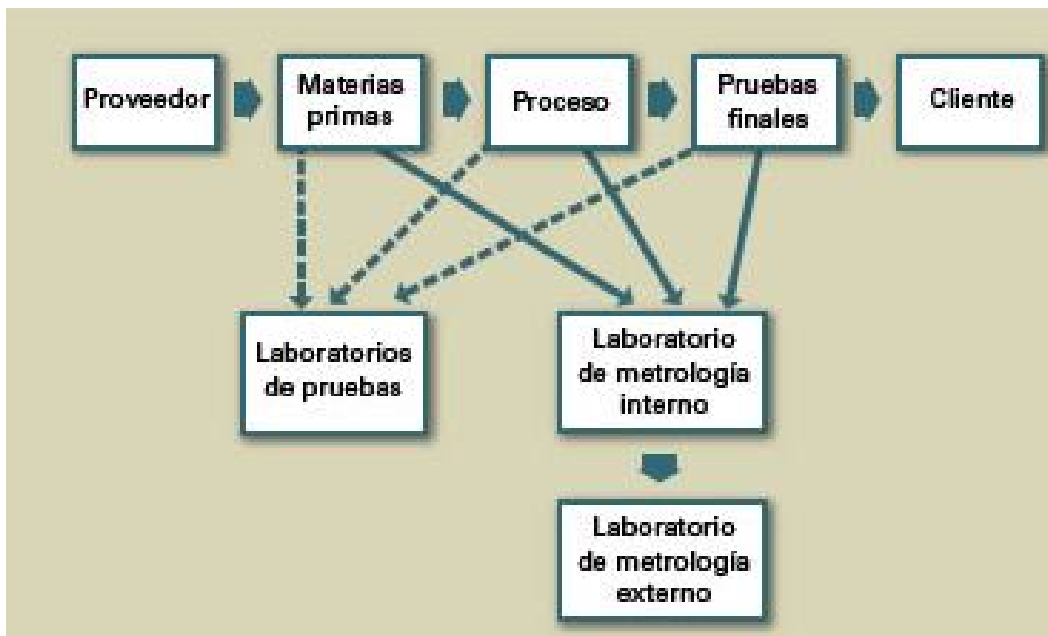 Proveedor
Materias
primas
Proceso
Pruebas
finales
Cliente
Laboratorios
de pruebas
Laboratorio
de metrología
interno
Laboratorio
de metrología
externo